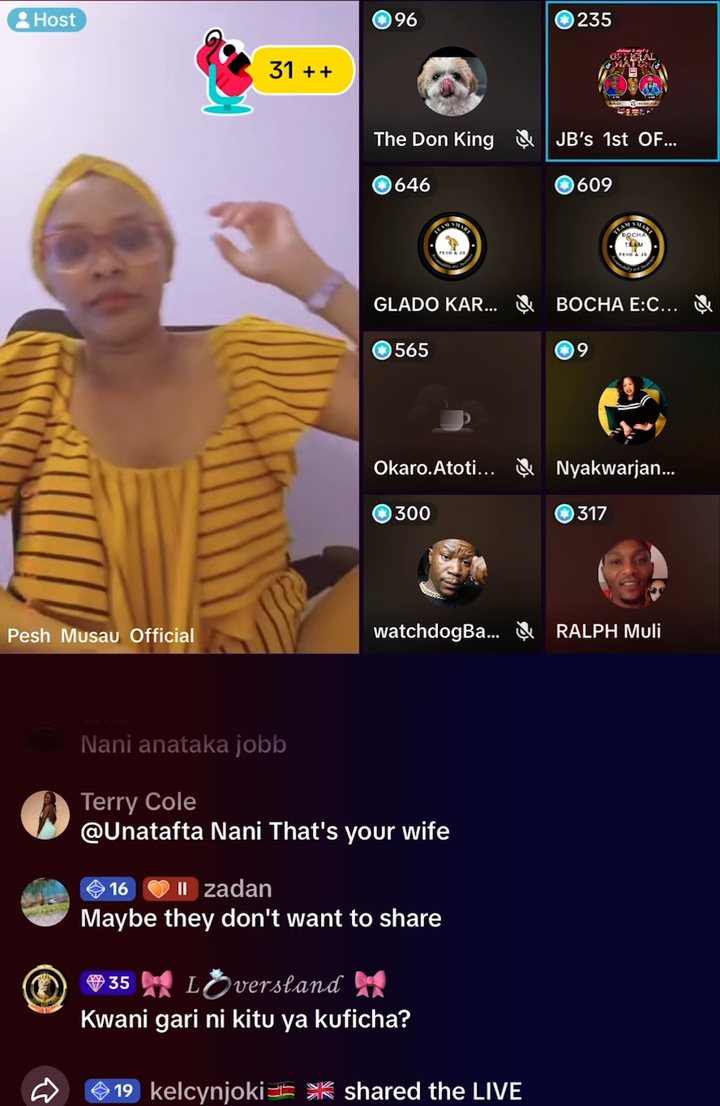 Host
31 ++
96
The Don King
235
JB’s 1st OF...
646
GLADO KAR...
609
BOCHA E:C...
565
Okaro.Atoti...
9
Nyakwarjan...
300
watchdogBa...
317
RALPH Muli
Pesh Musau Official
Nani anataka jobb
Terry Cole
@Unatafta Nani That's your wife
16 II zadan
Maybe they don't want to share
35 🎀 L💍versland 🎀
Kwani gari ni kitu ya kuficha?
19 kelcynjoki🇰🇪 🇬🇧 shared the LIVE